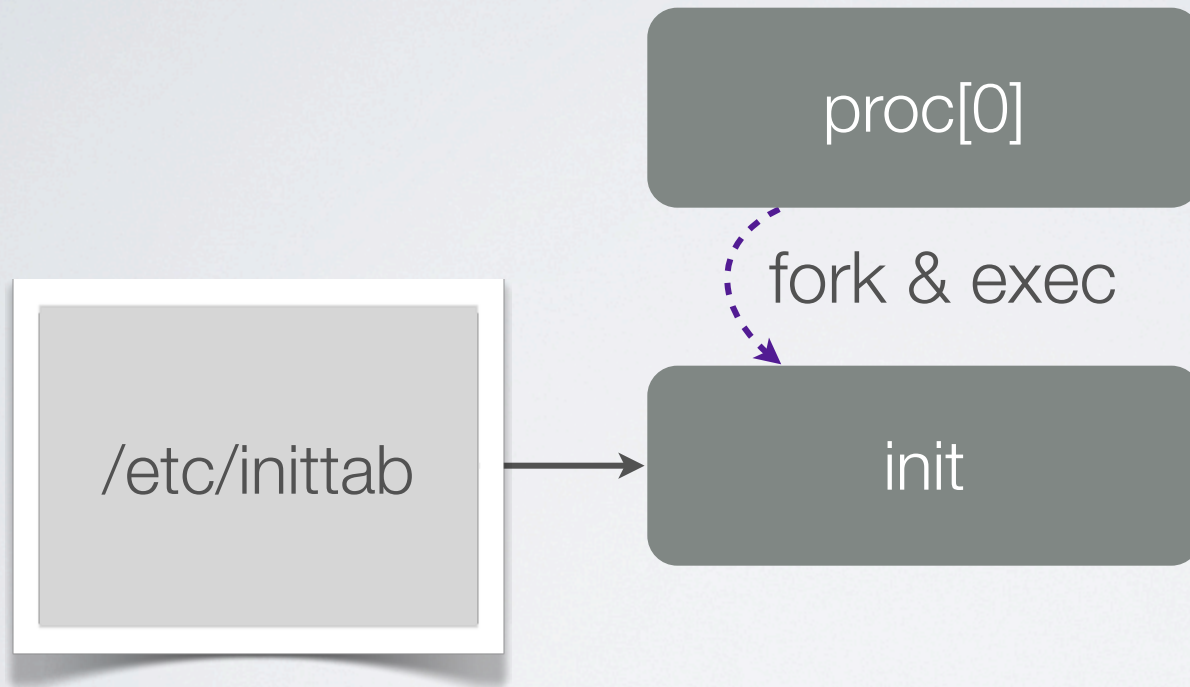 proc[0]
fork & exec
/etc/inittab
init